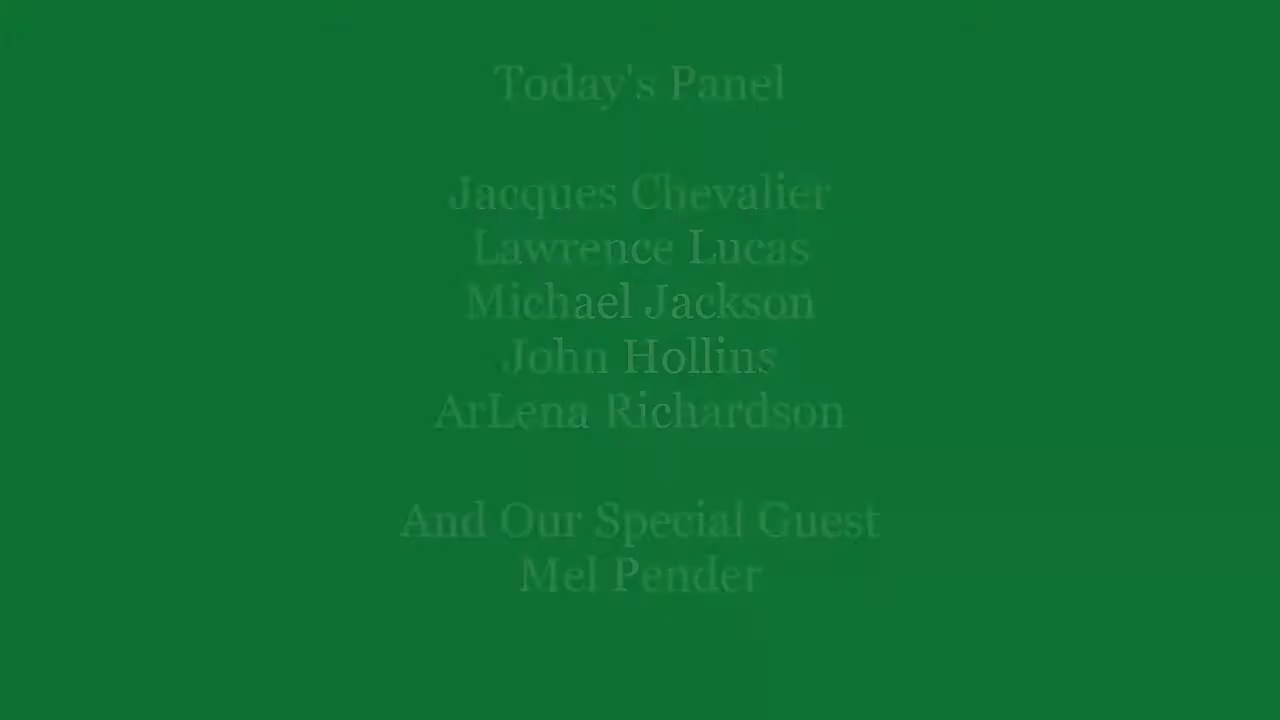 Today's Panel
Jacques Chevalier
Lawrence Lucas
Michael Jackson
John Hollins
ArLena Richardson
And Our Special Guest
Mel Pender